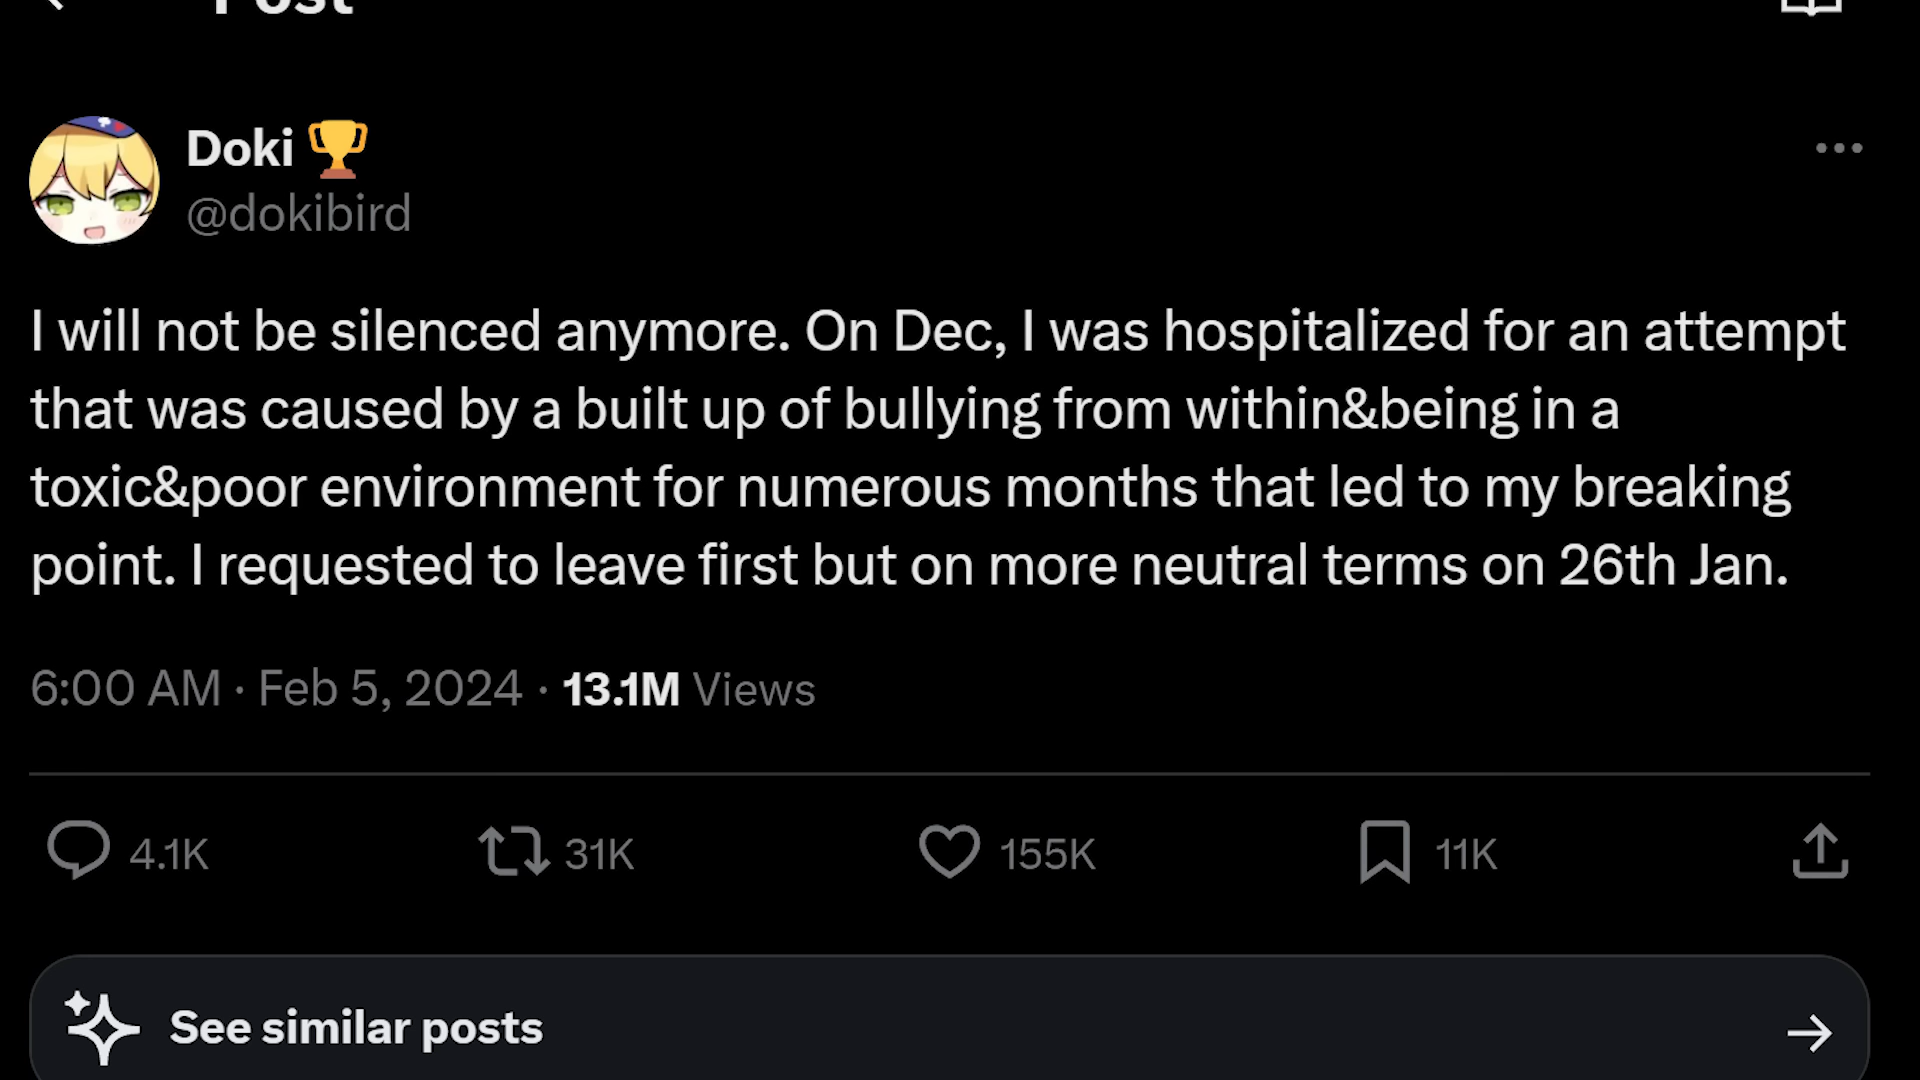 Post
Doki 🏆
@dokibird
I will not be silenced anymore. On Dec, I was hospitalized for an attempt
that was caused by a built up of bullying from within&being in a
toxic&poor environment for numerous months that led to my breaking
point. I requested to leave first but on more neutral terms on 26th Jan.
6:00 AM · Feb 5, 2024 · 13.1M Views
4.1K 31K 155K 11K
See similar posts